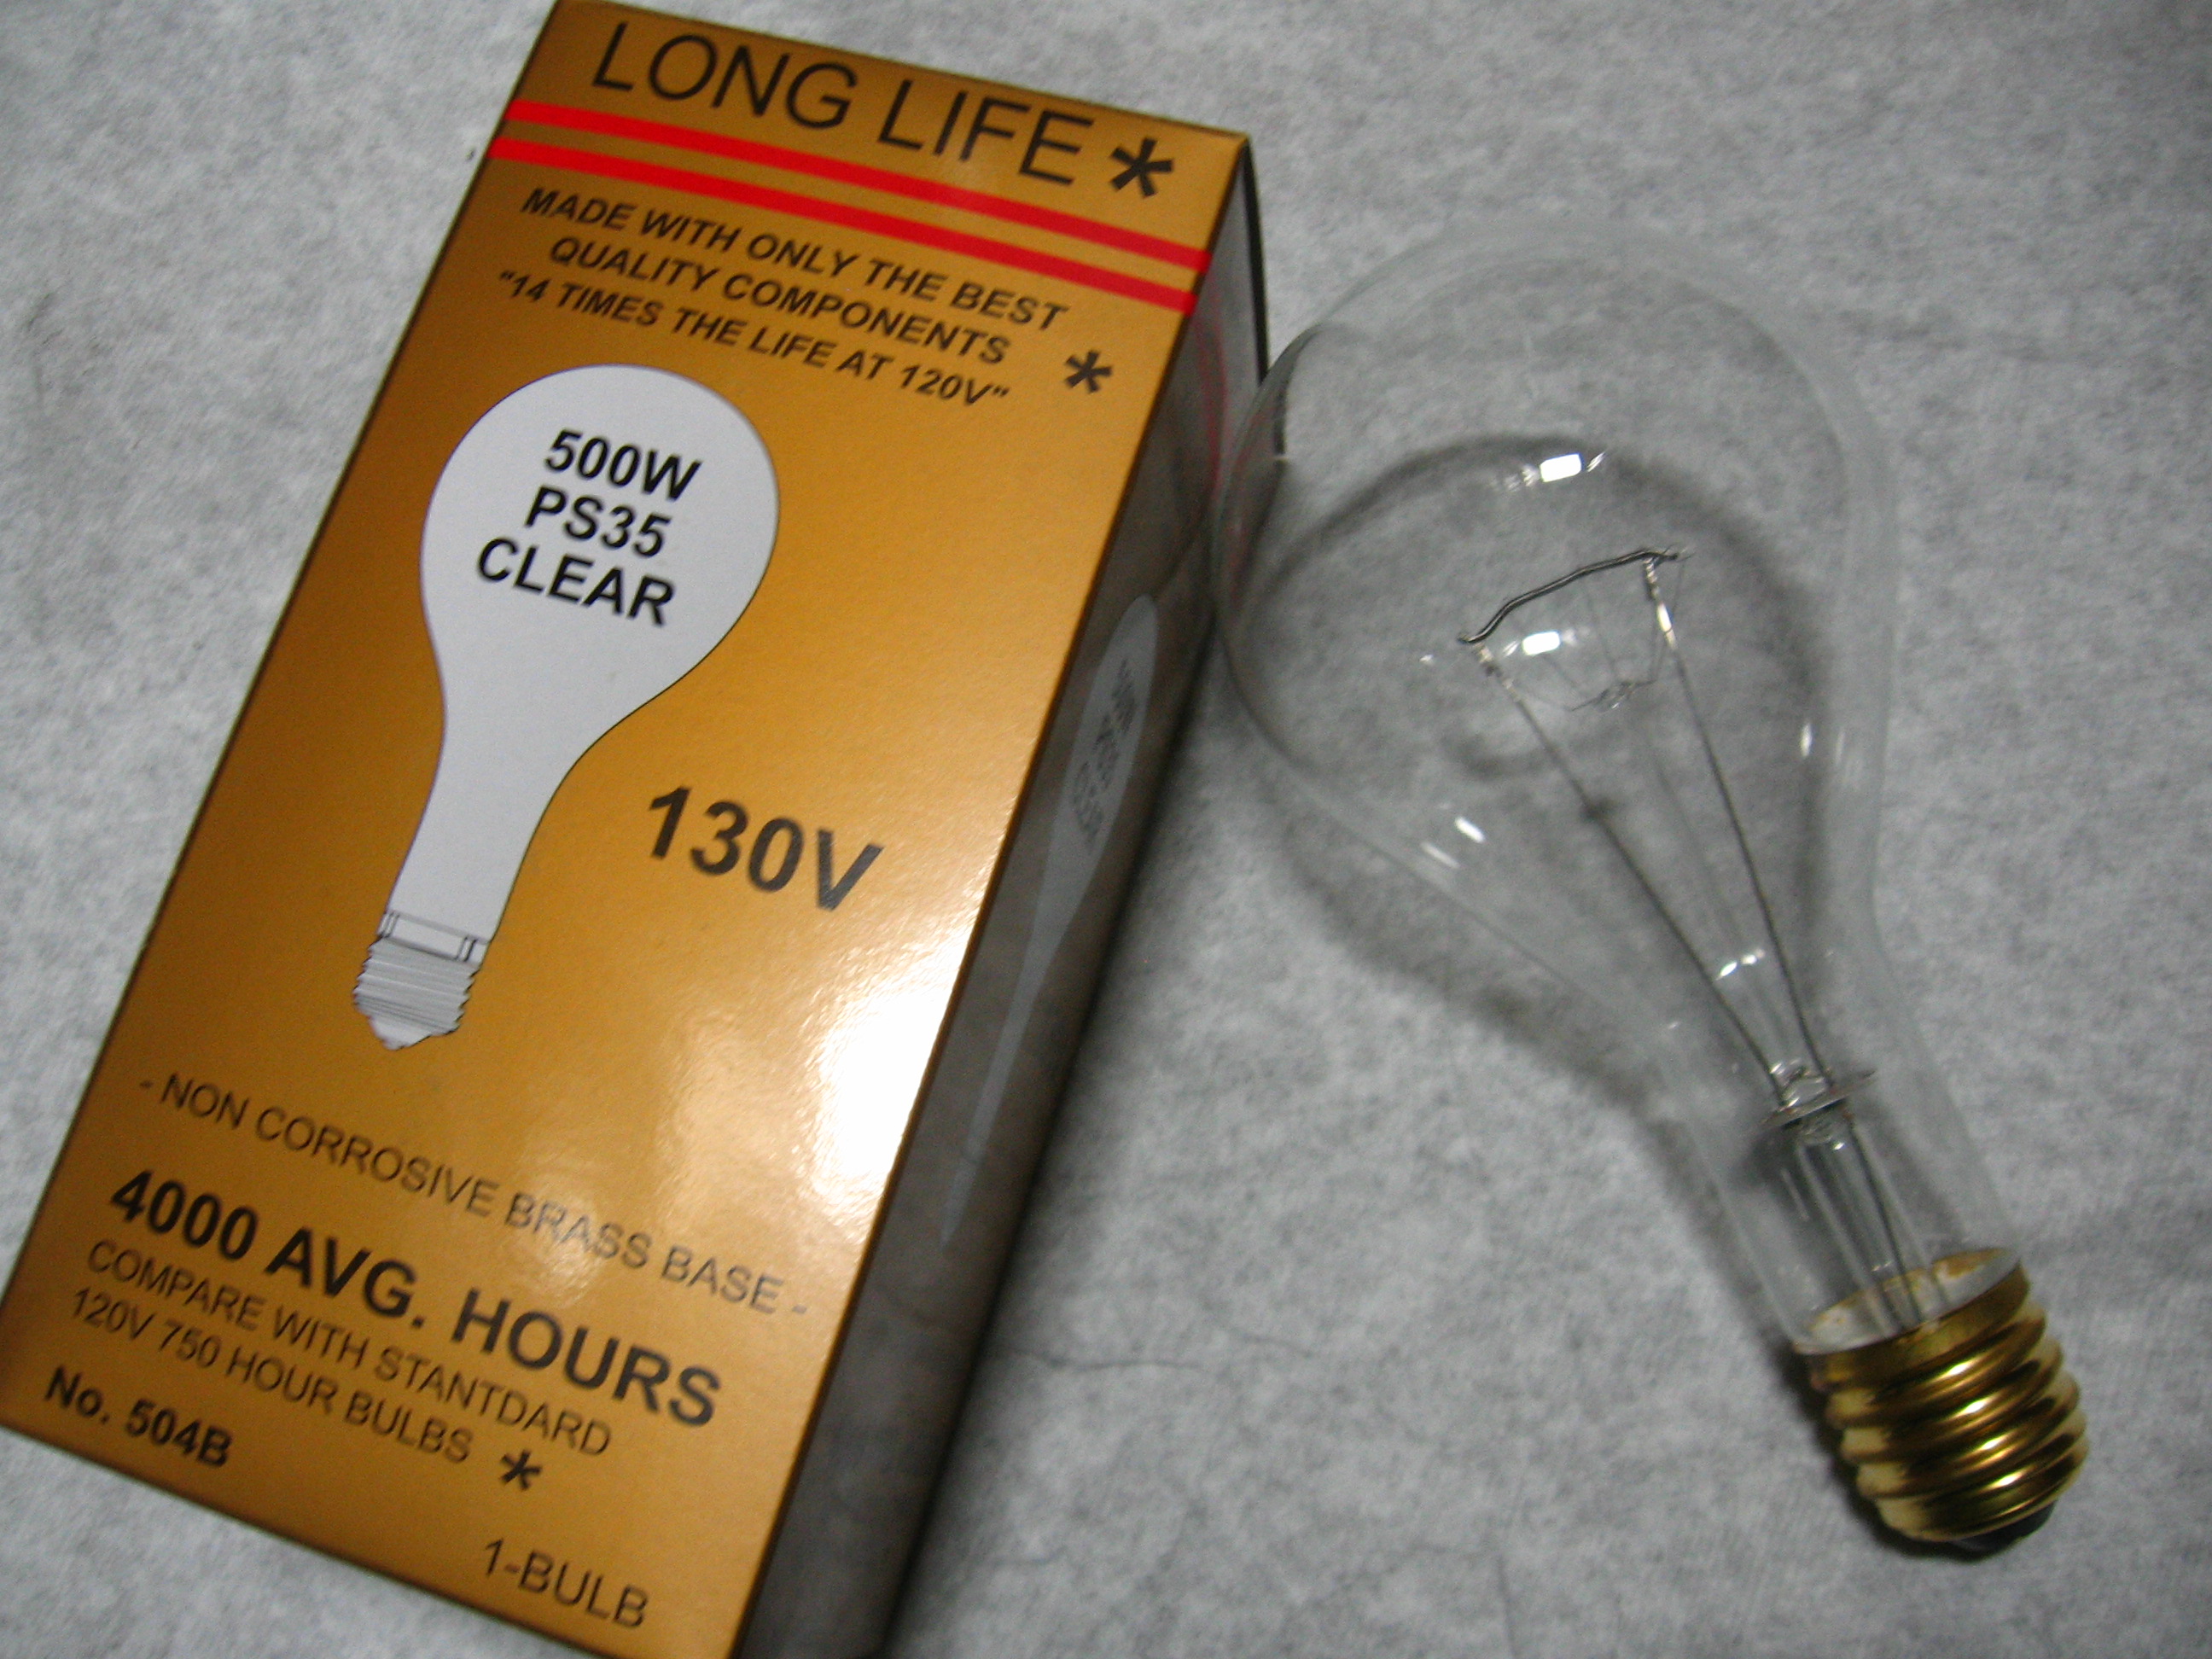 LONG LIFE *
MADE WITH ONLY THE BEST
QUALITY COMPONENTS
"14 TIMES THE LIFE AT 120V" *
500W
PS35
CLEAR
130V
- NON CORROSIVE BRASS BASE -
4000 AVG. HOURS
COMPARE WITH STANTDARD
120V 750 HOUR BULBS *
No. 504B
1-BULB